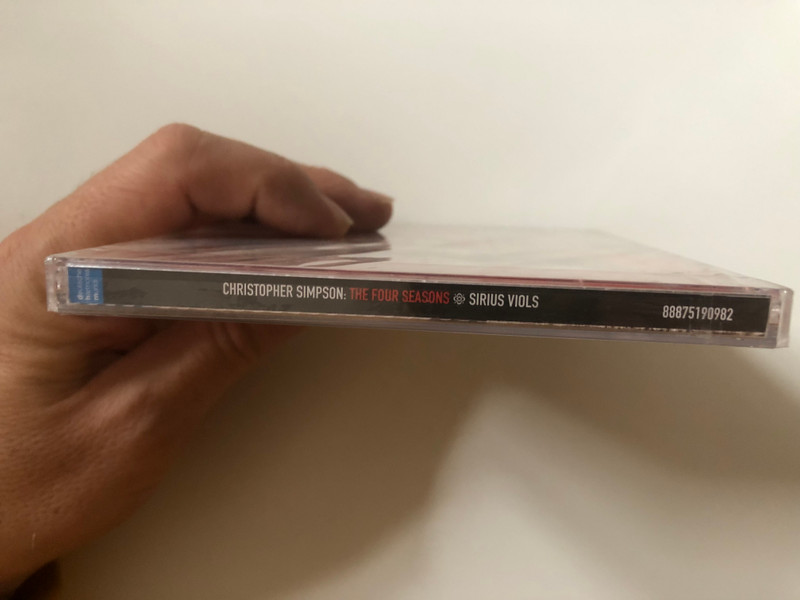 CHRISTOPHER SIMPSON: THE FOUR SEASONS SIRIUS VIOLS
88875190982